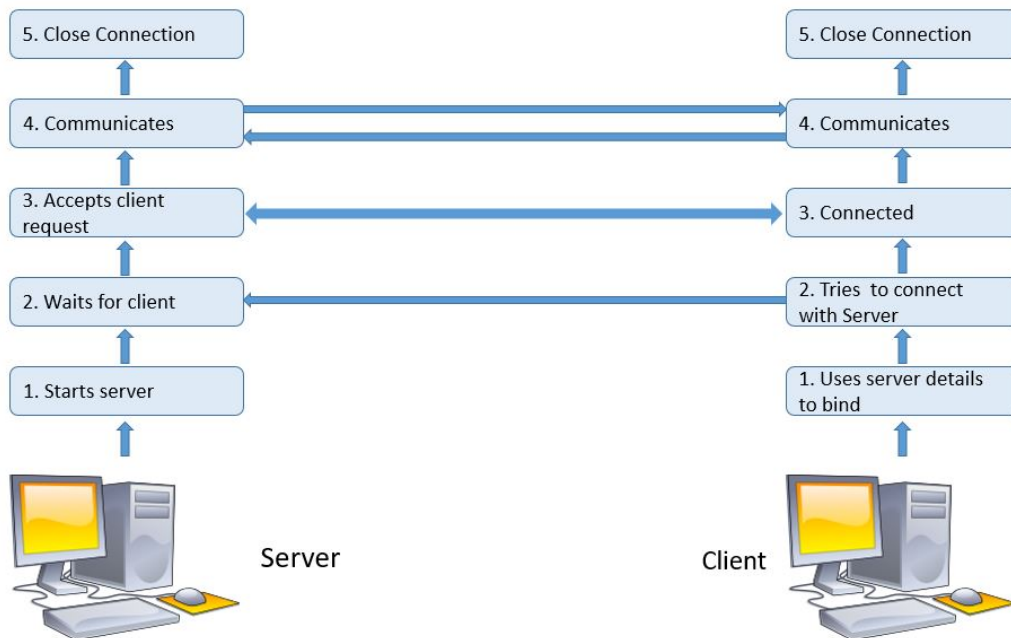 5. Close Connection
5. Close Connection
4. Communicates
4. Communicates
3. Accepts client
request
3. Connected
2. Waits for client
2. Tries to connect
with Server
1. Starts server
1. Uses server details
to bind
Server
Client